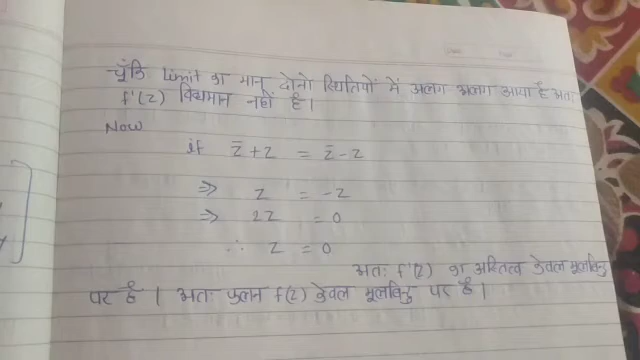 चूँकि Limit का मान दोनो स्थितियों में अलग अलग आया है अतः
f'(z) विद्यमान नहीं है।
Now
if z̅ + z = z̅ - z
⇒ z = -z
⇒ 2z = 0
∴ z = 0
अतः f'(z) का अस्तित्व केवल मूलबिन्दु
पर है। अतः फलन f(z) केवल मूलबिन्दु पर है।